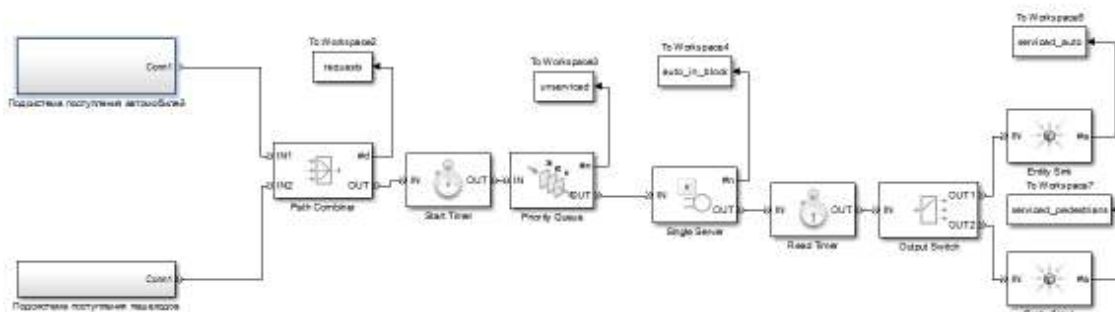 To Workspace6
serviced_auto
To Workspace2
requests
To Workspace4
auto_in_block
To Workspace3
unserviced
Conn1
Подсистема поступления автомобилей
IN1
#d
IN2
OUT
Path Combiner
IN
OUT
Start Timer
IN
#n
OUT
Priority Queue
IN
#n
OUT
Single Server
IN
OUT
Read Timer
IN
OUT1
OUT2
Output Switch
IN
#a
Entity Sink
To Workspace7
serviced_pedestrians
IN
#a
Conn1
Подсистема поступления пешеходов